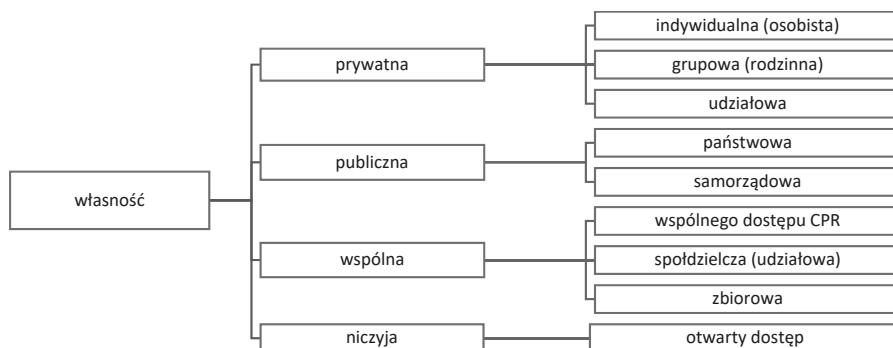 własność
prywatna
indywidualna (osobista)
grupowa (rodzinna)
udziałowa
publiczna
państwowa
samorządowa
wspólna
wspólnego dostępu CPR
społdzielcza (udziałowa)
zbiorowa
niczyja
otwarty dostęp